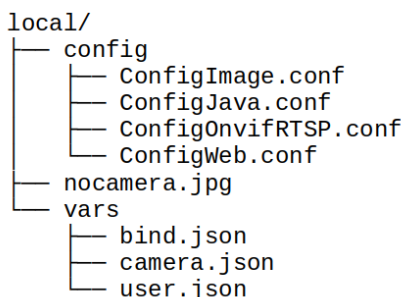 local/
├── config
│   ├── ConfigImage.conf
│   ├── ConfigJava.conf
│   ├── ConfigOnvifRTSP.conf
│   └── ConfigWeb.conf
├── nocamera.jpg
└── vars
    ├── bind.json
    ├── camera.json
    └── user.json